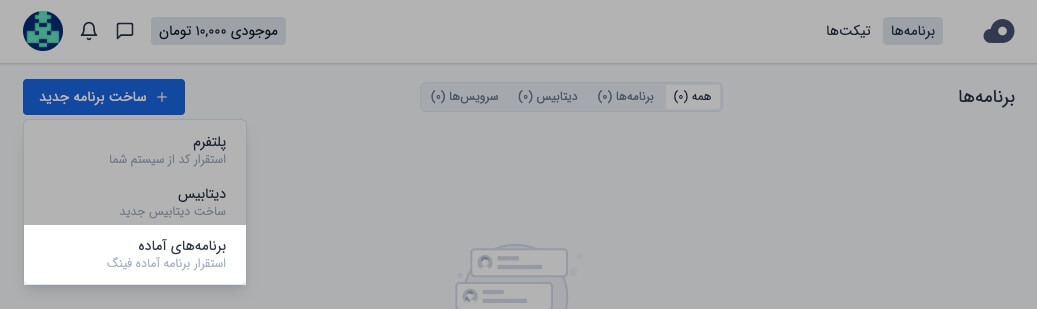 برنامه‌ها
تیکت‌ها
موجودی ۱۰,۰۰۰ تومان
برنامه‌ها
همه (۰)
برنامه‌ها (۰)
دیتابیس (۰)
سرویس‌ها (۰)
+ ساخت برنامه جدید
پلتفرم
استقرار کد از سیستم شما
دیتابیس
ساخت دیتابیس جدید
برنامه‌های آماده
استقرار برنامه آماده فینگ